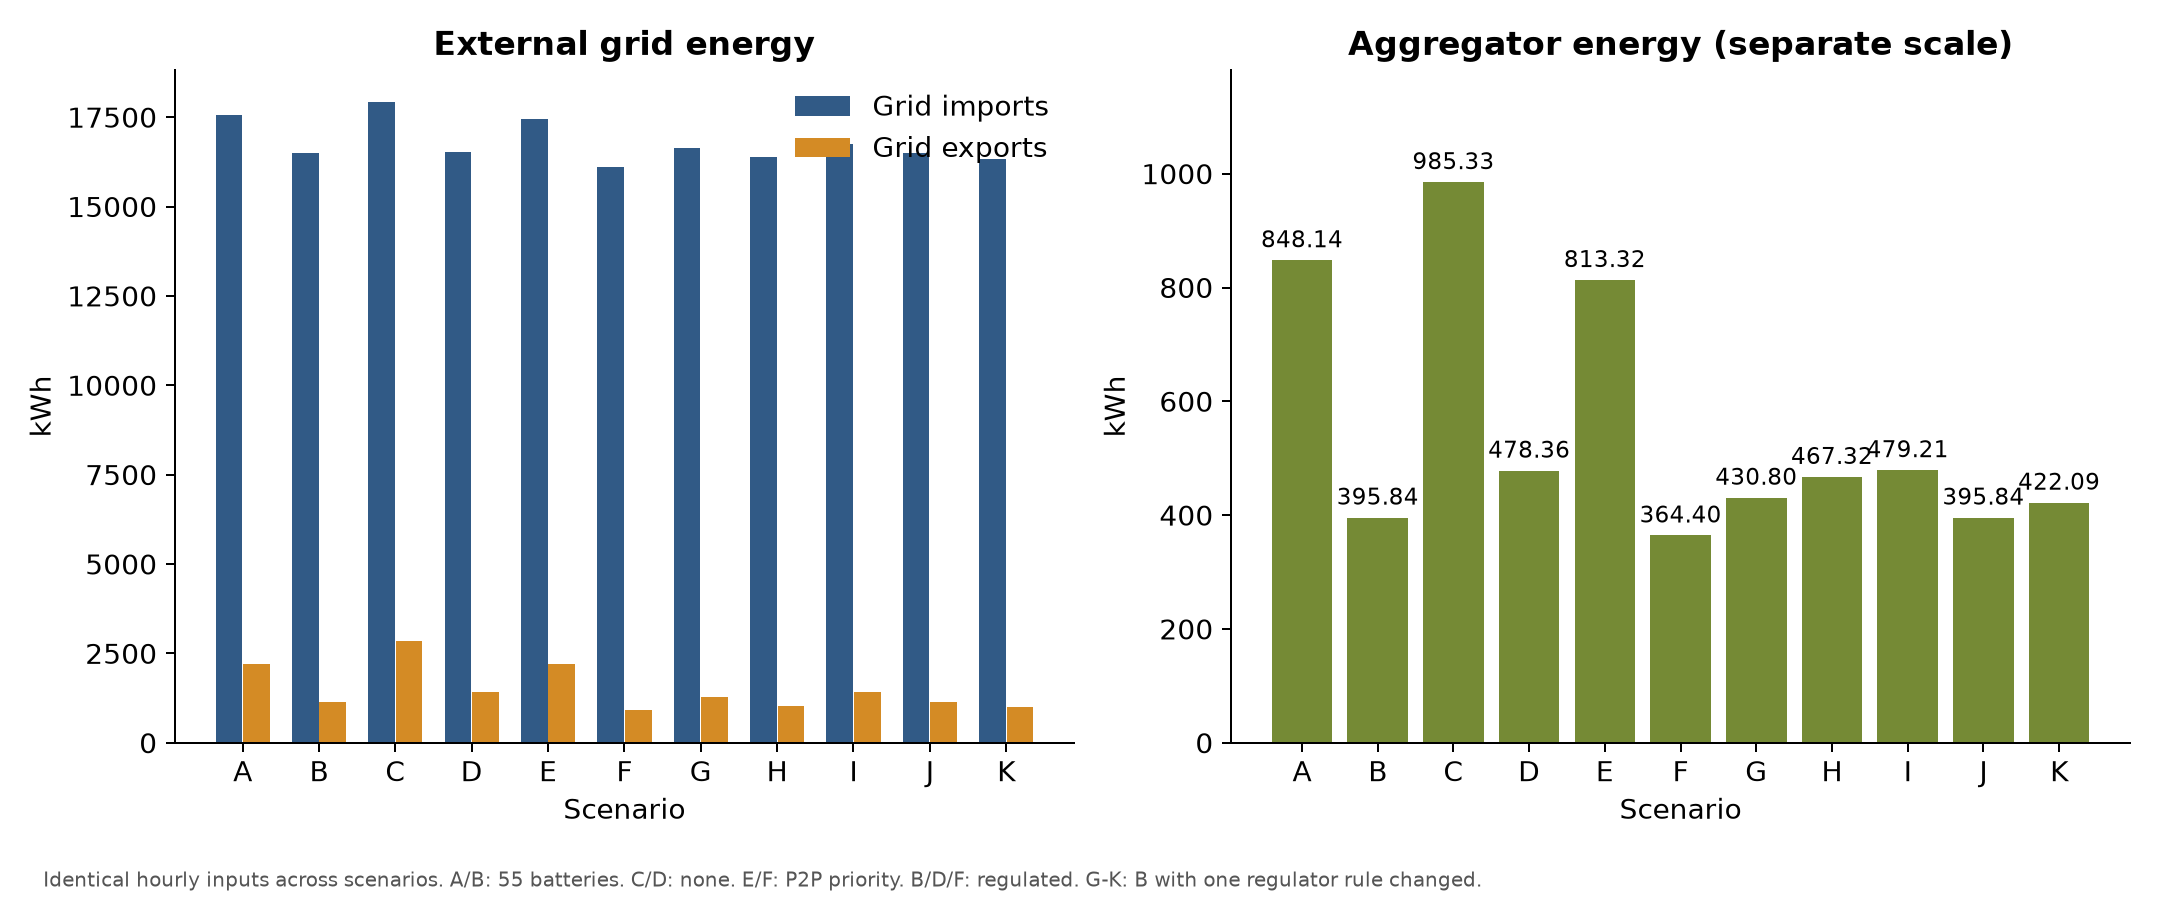 External grid energy
Grid imports
Grid exports
17500
15000
12500
10000
7500
5000
2500
0
kWh
A B C D E F G H I J K
Scenario
Aggregator energy (separate scale)
1000
800
600
400
200
0
kWh
848.14
395.84
985.33
478.36
813.32
364.40
430.80
467.32
479.21
395.84
422.09
A B C D E F G H I J K
Scenario
Identical hourly inputs across scenarios. A/B: 55 batteries. C/D: none. E/F: P2P priority. B/D/F: regulated. G-K: B with one regulator rule changed.